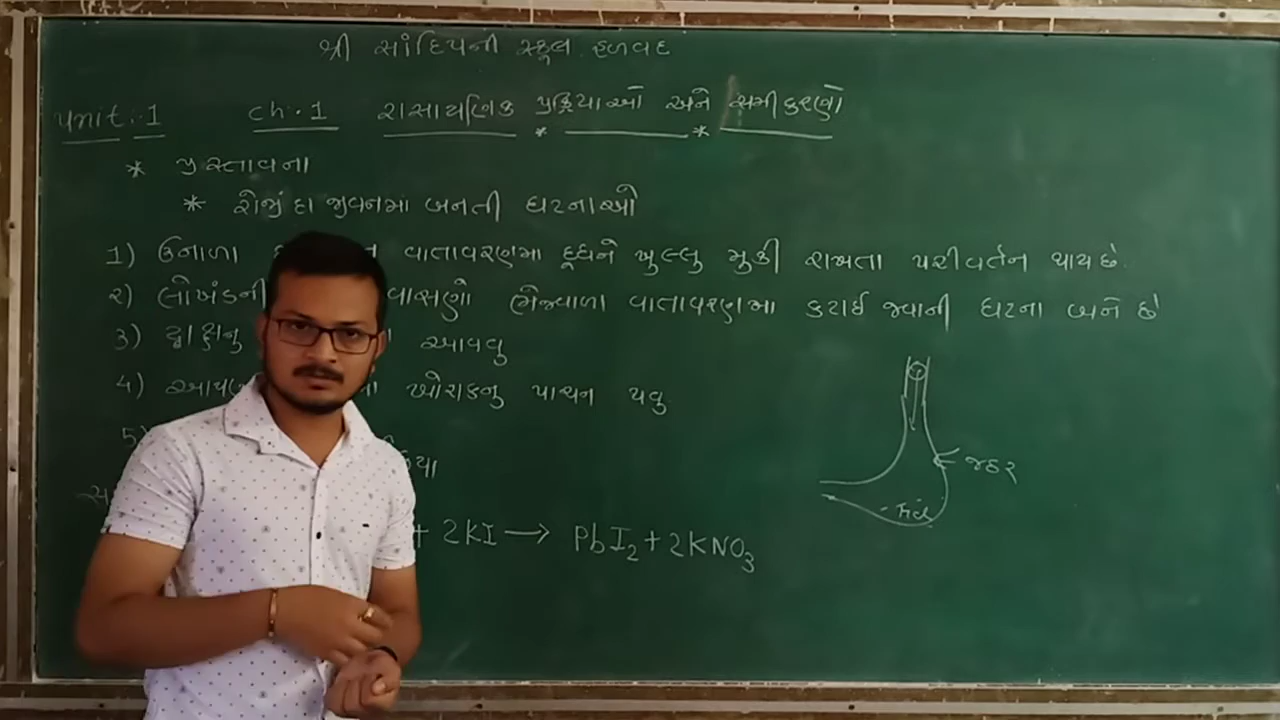 શ્રી સાંદિપની સ્કૂલ. હળવદ
Unit.1 ch.1 રાસાયણિક પ્રક્રિયાઓ અને સમીકરણો
* પ્રસ્તાવના
* રોજીંદા જીવનમા બનતી ઘટનાઓ
1) ઉનાળા વાતાવરણમા દૂધને ખુલ્લુ મુકી રાખતા પરીવર્તન થાય છે.
૨) લોખંડની વાસણો ભેજવાળા વાતાવરણમા કટાઈ જવાની ઘટના બને છે
3) દ્રાક્ષનુ આવવુ
4) ખોરાકનુ પાચન થવુ
5)
+ 2KI → PbI2 + 2KNO3
જઠર